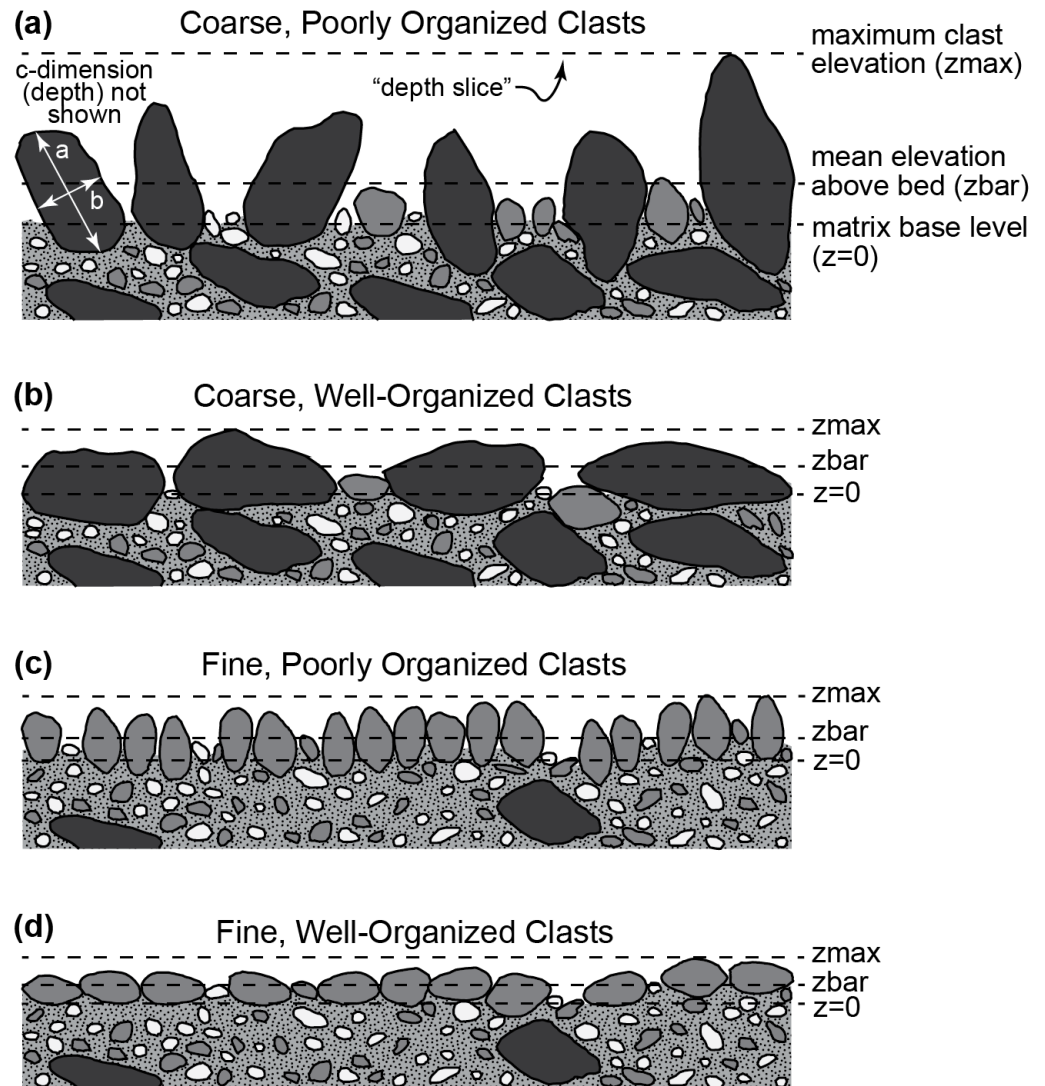 (a)
Coarse, Poorly Organized Clasts
maximum clast
elevation (zmax)
c-dimension
(depth) not
shown
“depth slice”
a
b
mean elevation
above bed (zbar)
matrix base level
(z=0)
(b)
Coarse, Well-Organized Clasts
zmax
zbar
z=0
(c)
Fine, Poorly Organized Clasts
zmax
zbar
z=0
(d)
Fine, Well-Organized Clasts
zmax
zbar
z=0